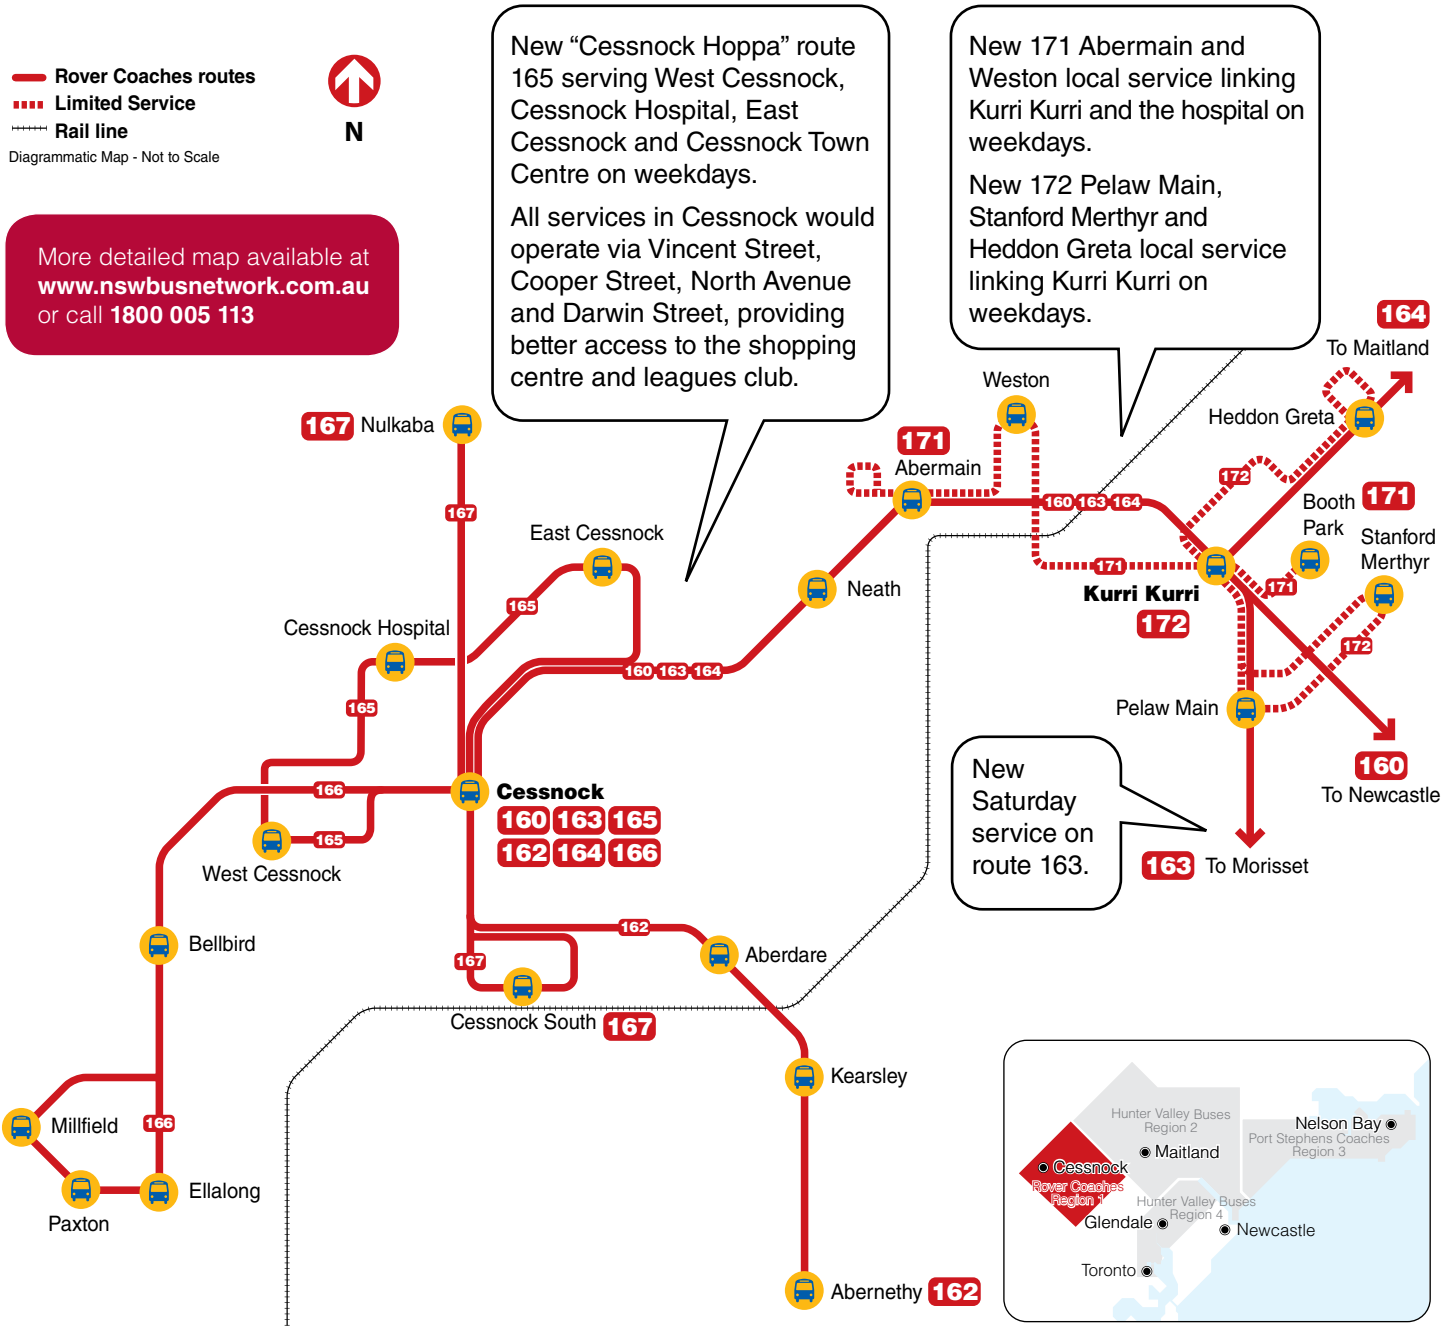 Rover Coaches routes
Limited Service
Rail line
Diagrammatic Map - Not to Scale
N
More detailed map available at
www.nswbusnetwork.com.au
or call 1800 005 113
New “Cessnock Hoppa” route
165 serving West Cessnock,
Cessnock Hospital, East
Cessnock and Cessnock Town
Centre on weekdays.
All services in Cessnock would
operate via Vincent Street,
Cooper Street, North Avenue
and Darwin Street, providing
better access to the shopping
centre and leagues club.
New 171 Abermain and
Weston local service linking
Kurri Kurri and the hospital on
weekdays.
New 172 Pelaw Main,
Stanford Merthyr and
Heddon Greta local service
linking Kurri Kurri on
weekdays.
164
To Maitland
Weston
Heddon Greta
167 Nulkaba
171
Abermain
172
Booth
Park
171
160 163 164
167
East Cessnock
Stanford
Merthyr
171
171
Neath
Kurri Kurri
172
165
Cessnock Hospital
172
160 163 164
165
Pelaw Main
New
Saturday
service on
route 163.
160
To Newcastle
166
Cessnock
160 163 165
162 164 166
165
West Cessnock
163 To Morisset
162
Bellbird
167
Aberdare
Cessnock South 167
Kearsley
Millfield
166
Ellalong
Paxton
Abernethy 162
Hunter Valley Buses
Region 2
Nelson Bay
Port Stephens Coaches
Region 3
Maitland
Cessnock
Rover Coaches
Region 1
Hunter Valley Buses
Region 4
Glendale
Newcastle
Toronto